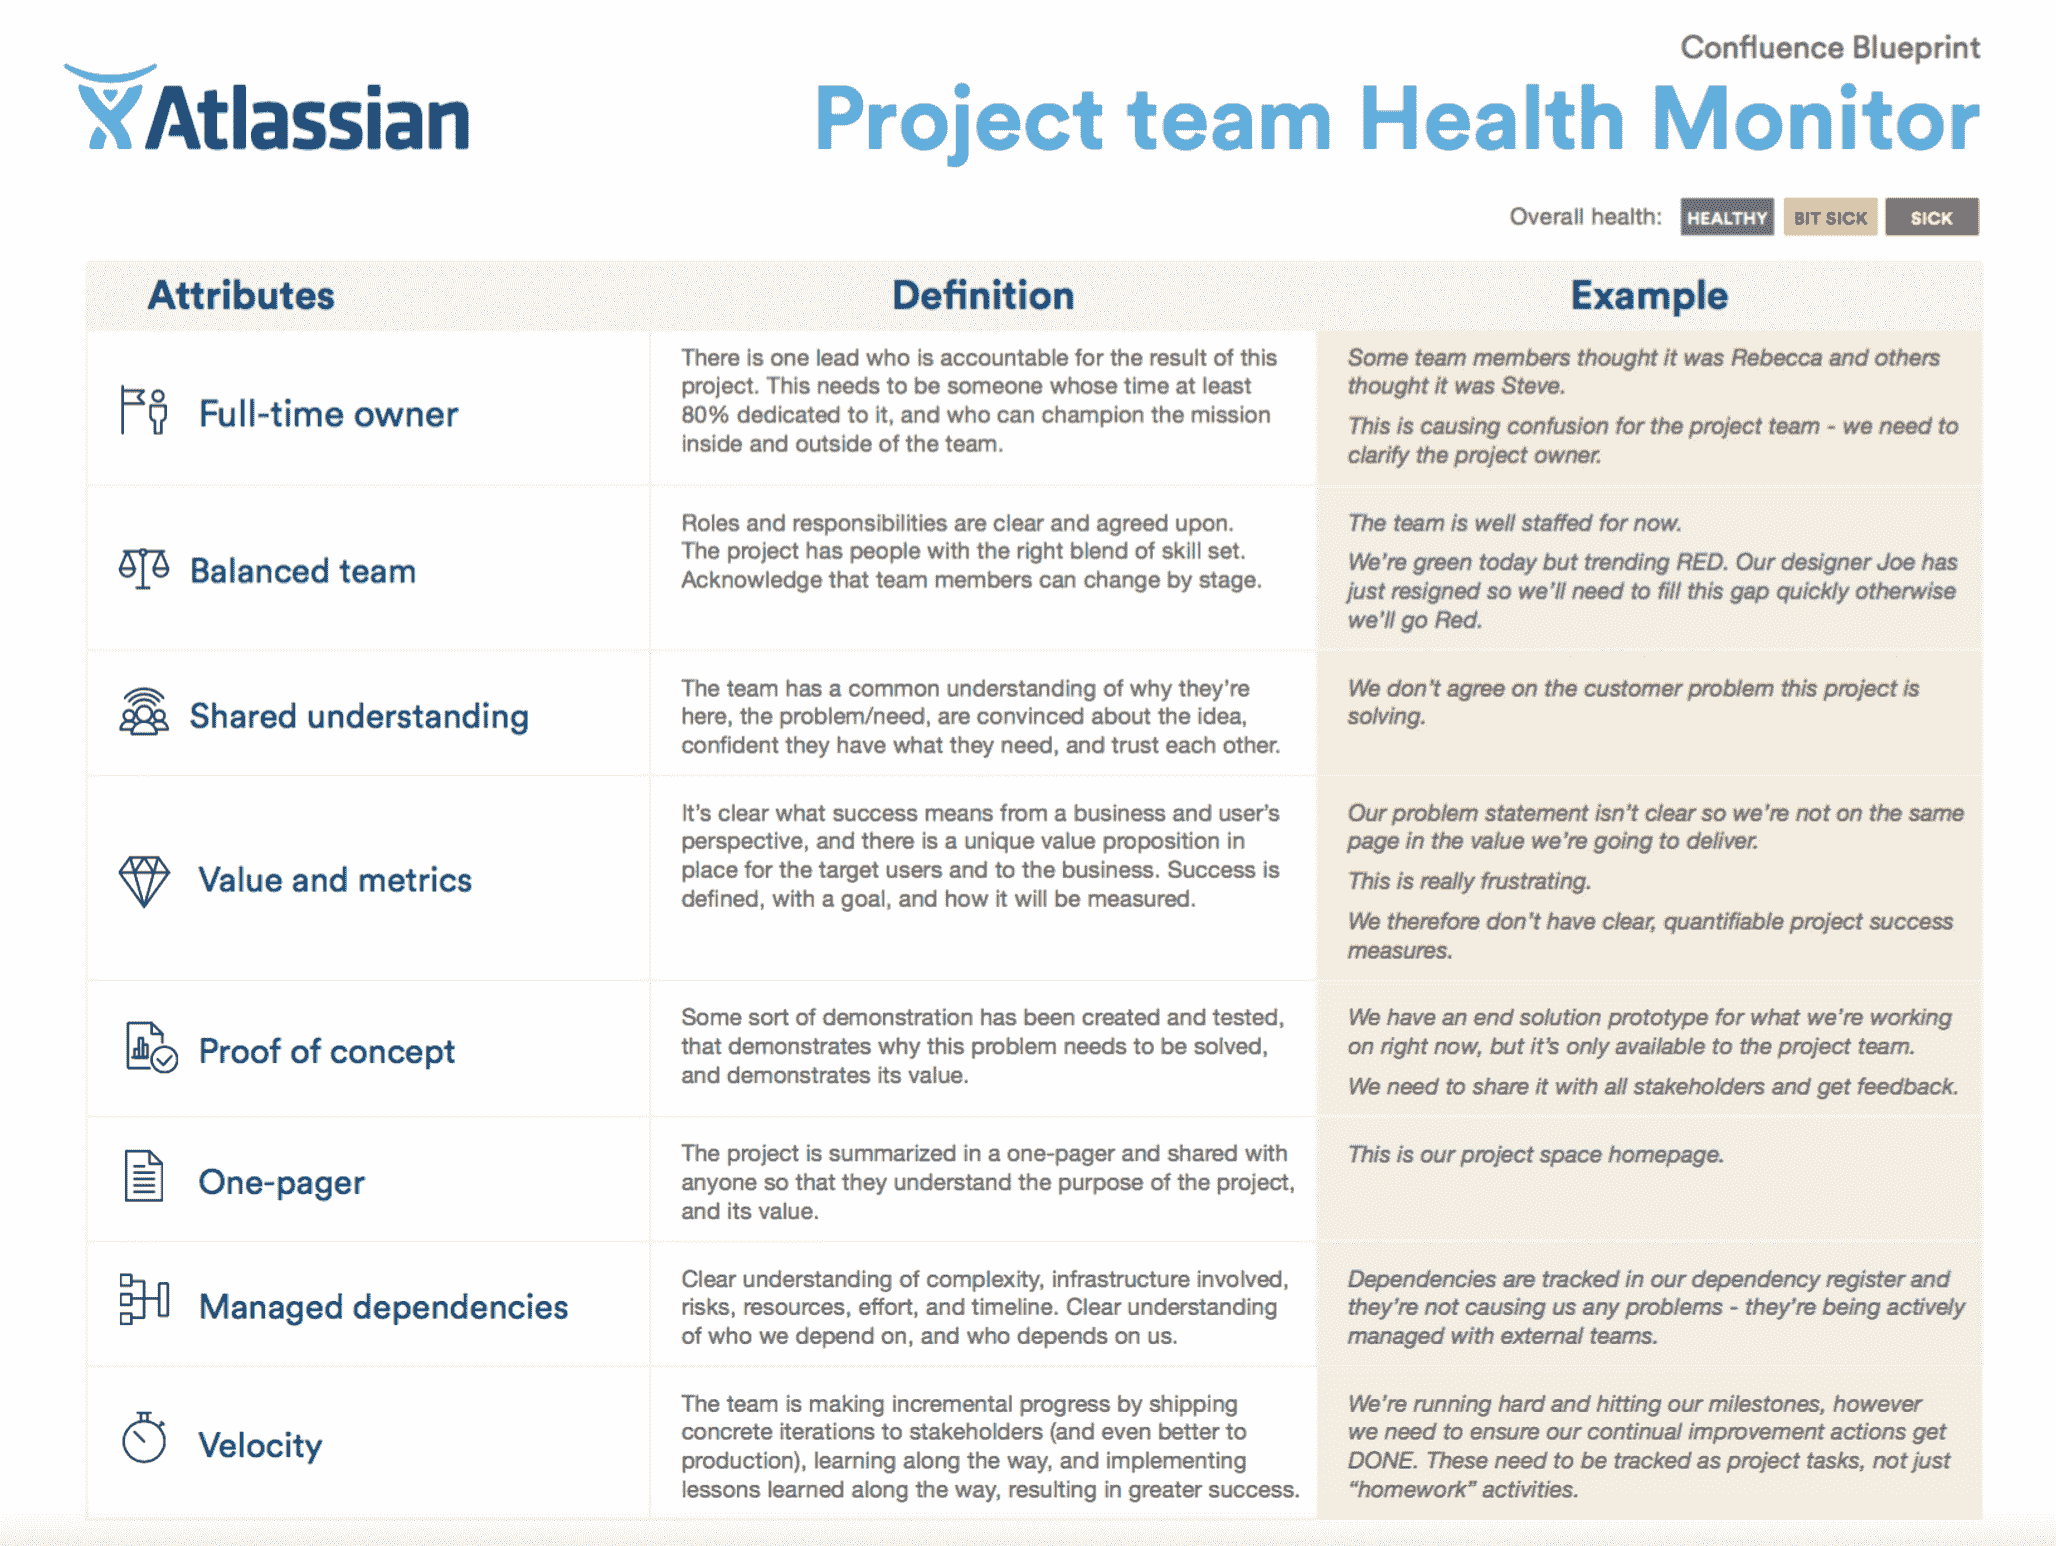 Confluence Blueprint
Atlassian
Project team Health Monitor
Overall health: HEALTHY BIT SICK SICK
Attributes
Definition
Example
Full-time owner
There is one lead who is accountable for the result of this
project. This needs to be someone whose time at least
80% dedicated to it, and who can champion the mission
inside and outside of the team.
Some team members thought it was Rebecca and others
thought it was Steve.
This is causing confusion for the project team - we need to
clarify the project owner.
Balanced team
Roles and responsibilities are clear and agreed upon.
The project has people with the right blend of skill set.
Acknowledge that team members can change by stage.
The team is well staffed for now.
We're green today but trending RED. Our designer Joe has
just resigned so we'll need to fill this gap quickly otherwise
we'll go Red.
Shared understanding
The team has a common understanding of why they're
here, the problem/need, are convinced about the idea,
confident they have what they need, and trust each other.
We don't agree on the customer problem this project is
solving.
Value and metrics
It's clear what success means from a business and user's
perspective, and there is a unique value proposition in
place for the target users and to the business. Success is
defined, with a goal, and how it will be measured.
Our problem statement isn't clear so we're not on the same
page in the value we're going to deliver.
This is really frustrating.
We therefore don't have clear, quantifiable project success
measures.
Proof of concept
Some sort of demonstration has been created and tested,
that demonstrates why this problem needs to be solved,
and demonstrates its value.
We have an end solution prototype for what we're working
on right now, but it's only available to the project team.
We need to share it with all stakeholders and get feedback.
One-pager
The project is summarized in a one-pager and shared with
anyone so that they understand the purpose of the project,
and its value.
This is our project space homepage.
Managed dependencies
Clear understanding of complexity, infrastructure involved,
risks, resources, effort, and timeline. Clear understanding
of who we depend on, and who depends on us.
Dependencies are tracked in our dependency register and
they're not causing us any problems - they're being actively
managed with external teams.
Velocity
The team is making incremental progress by shipping
concrete iterations to stakeholders (and even better to
production), learning along the way, and implementing
lessons learned along the way, resulting in greater success.
We're running hard and hitting our milestones, however
we need to ensure our continual improvement actions get
DONE. These need to be tracked as project tasks, not just
"homework" activities.